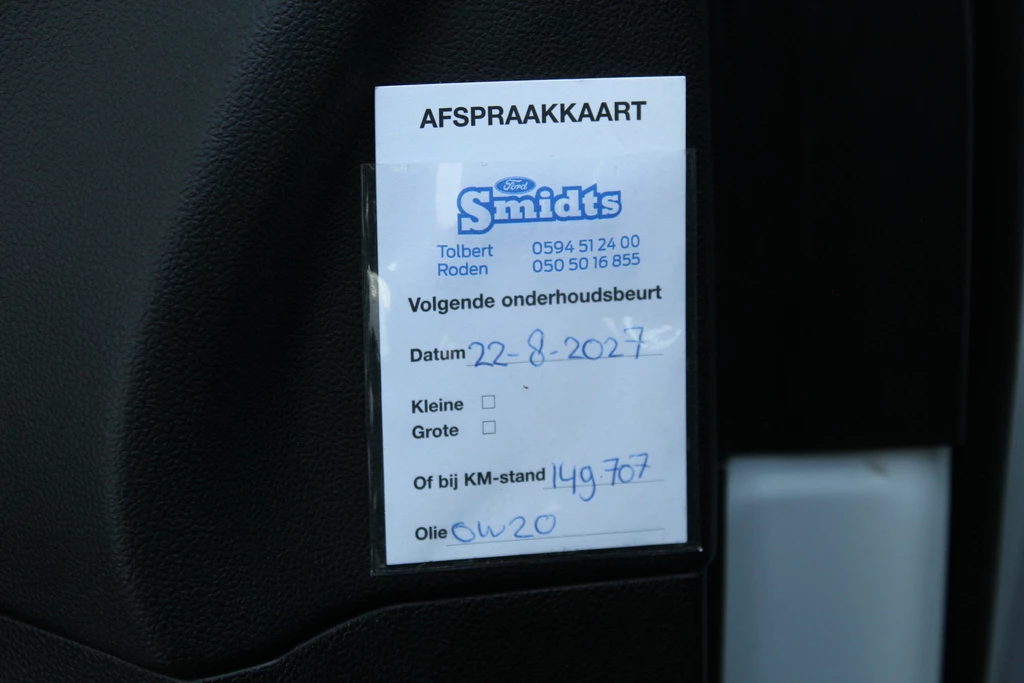 AFSPRAAKKAART
Ford
Smidts
Tolbert 0594 51 24 00
Roden 050 50 16 855
Volgende onderhoudsbeurt
Datum 22-8-2027
Kleine ☐
Grote ☐
Of bij KM-stand 149.707
Olie 0W20